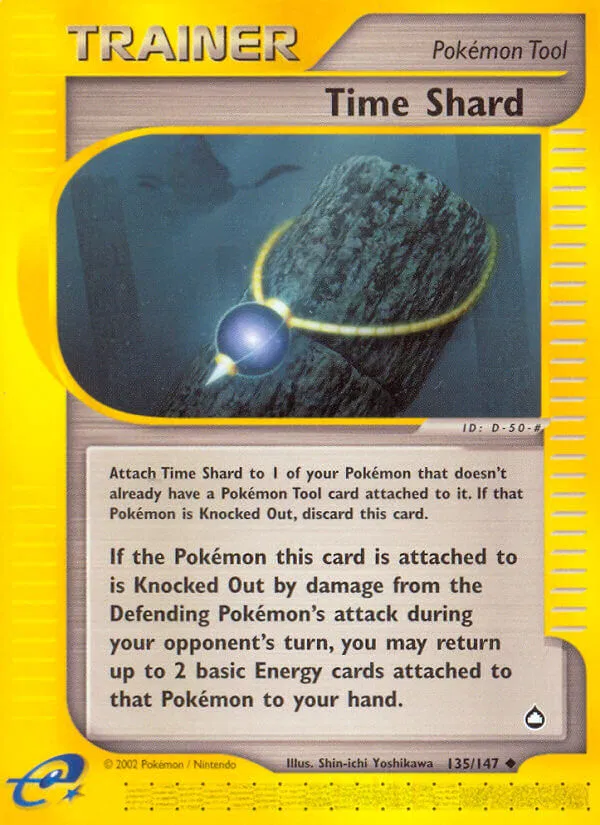 TRAINER
Pokémon Tool
Time Shard
ID: D-50-#
Attach Time Shard to 1 of your Pokémon that doesn't
already have a Pokémon Tool card attached to it. If that
Pokémon is Knocked Out, discard this card.
If the Pokémon this card is attached to
is Knocked Out by damage from the
Defending Pokémon's attack during
your opponent's turn, you may return
up to 2 basic Energy cards attached to
that Pokémon to your hand.
© 2002 Pokémon / Nintendo
Illus. Shin-ichi Yoshikawa
135/147
e